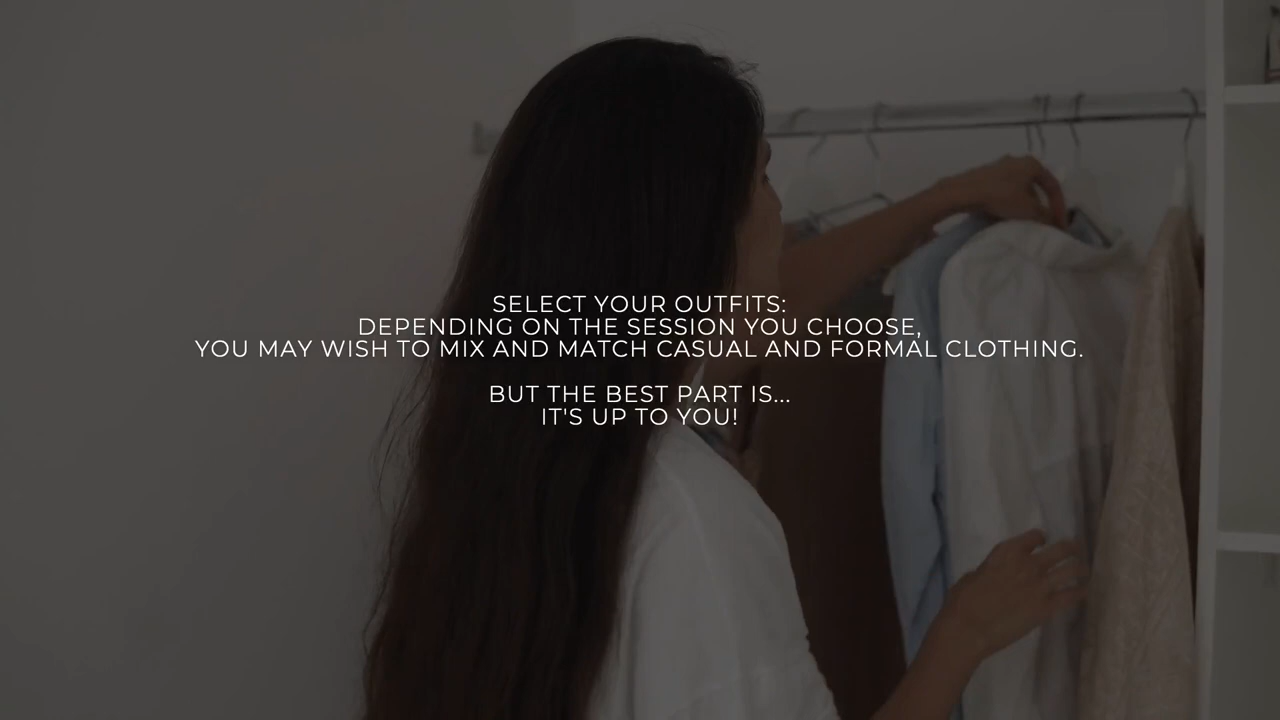 SELECT YOUR OUTFITS:
DEPENDING ON THE SESSION YOU CHOOSE,
YOU MAY WISH TO MIX AND MATCH CASUAL AND FORMAL CLOTHING.
BUT THE BEST PART IS...
IT'S UP TO YOU!